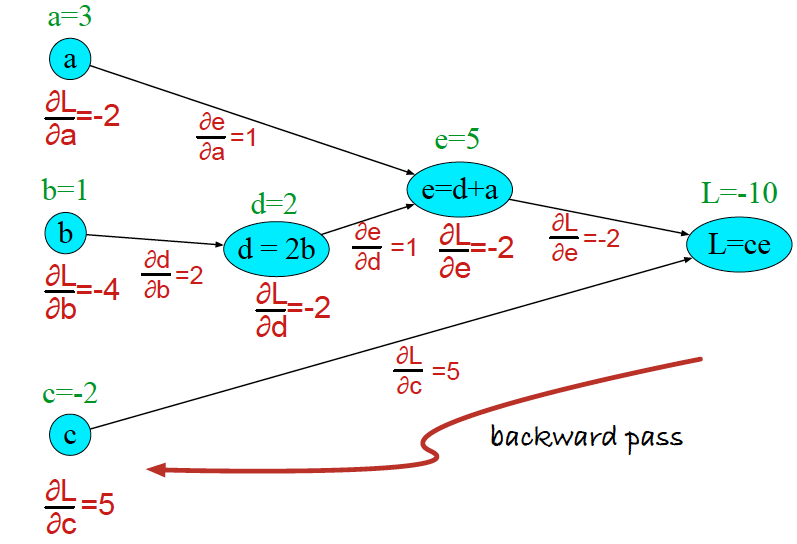 a=3
a
∂L/∂a=-2
∂e/∂a=1
e=5
e=d+a
b=1
b
d=2
d = 2b
L=-10
L=ce
∂d/∂b=2
∂e/∂d=1
∂L/∂e=-2
∂L/∂e=-2
∂L/∂b=-4
∂L/∂d=-2
∂L/∂c=5
c=-2
c
backward pass
∂L/∂c=5